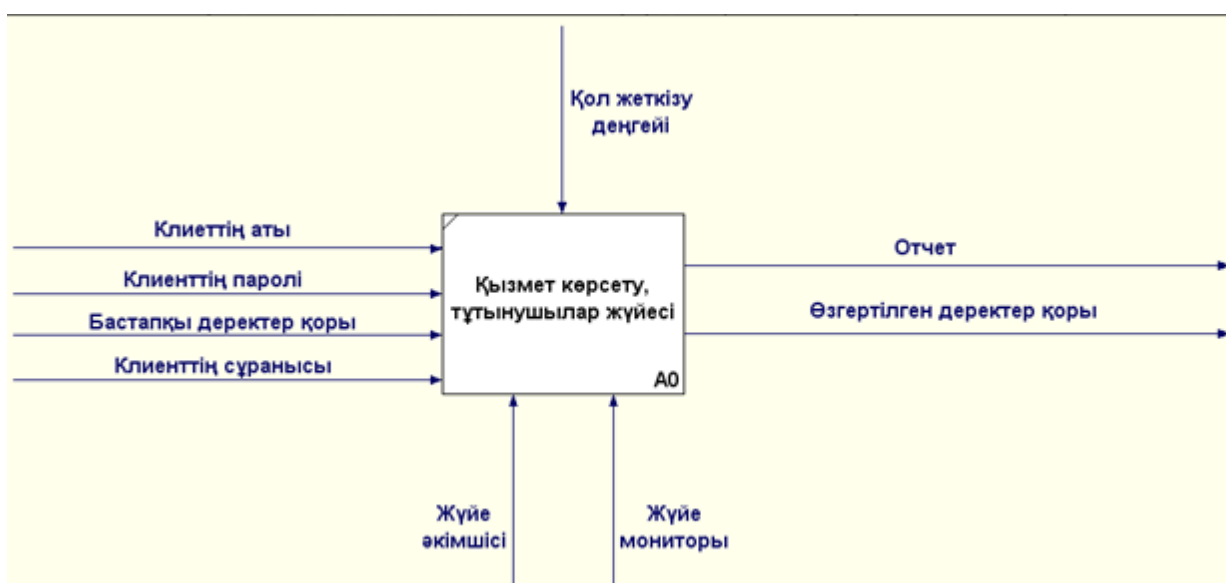 Қол жеткізу
деңгейі
Клиеттің аты
Клиенттің паролі
Бастапқы деректер қоры
Клиенттің сұранысы
Қызмет көрсету,
тұтынушылар жүйесі
A0
Отчет
Өзгертілген деректер қоры
Жүйе
әкімшісі
Жүйе
мониторы